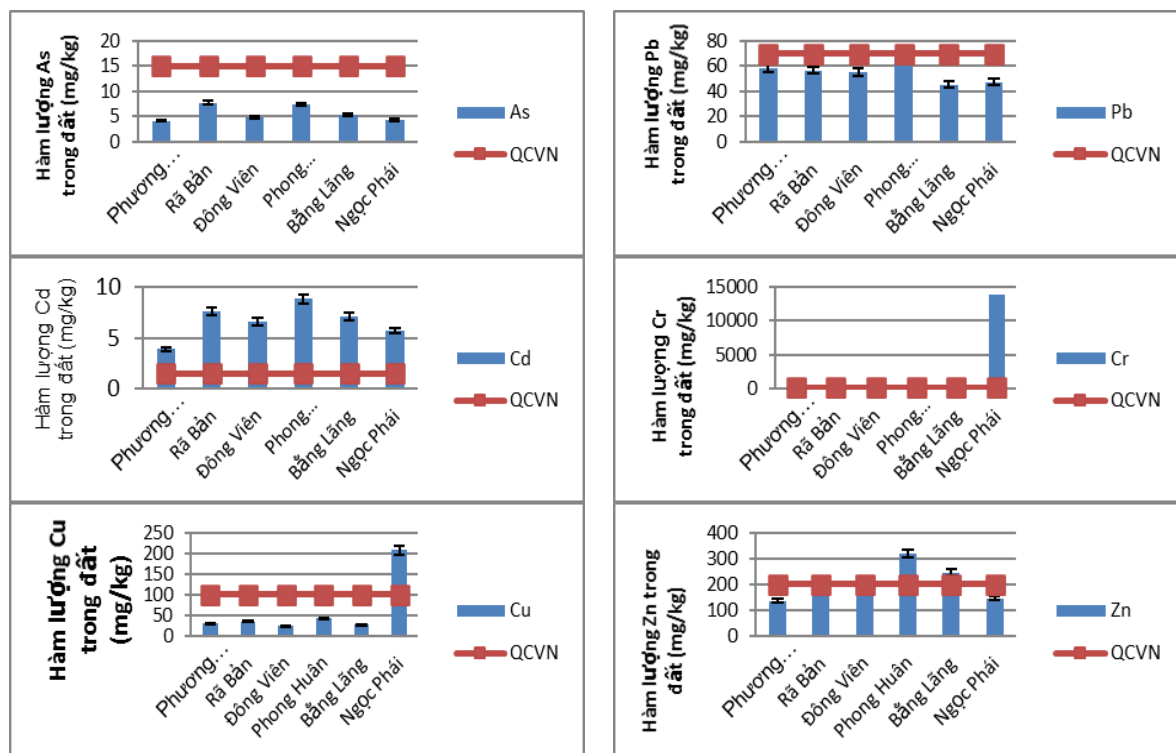 Hàm lượng As
trong đất (mg/kg)
20
15
10
5
0
Phương...
Rã Bản
Đông Viên
Phong...
Bằng Lãng
Ngọc Phái
As
QCVN
Hàm lượng Pb
trong đất (mg/kg)
80
60
40
20
0
Phương...
Rã Bản
Đông Viên
Phong...
Bằng Lãng
Ngọc Phái
Pb
QCVN
Hàm lượng Cd
trong đất (mg/kg)
10
5
0
Phương...
Rã Bản
Đông Viên
Phong...
Bằng Lãng
Ngọc Phái
Cd
QCVN
Hàm lượng Cr
trong đất (mg/kg)
15000
10000
5000
0
Phương...
Rã Bản
Đông Viên
Phong...
Bằng Lãng
Ngọc Phái
Cr
QCVN
Hàm lượng Cu
trong đất
(mg/kg)
250
200
150
100
50
0
Phương...
Rã Bản
Đông Viên
Phong Huân
Bằng Lãng
Ngọc Phái
Cu
QCVN
Hàm lượng Zn trong
đất (mg/kg)
400
300
200
100
0
Phương...
Rã Bản
Đông Viên
Phong Huân
Bằng Lãng
Ngọc Phái
Zn
QCVN